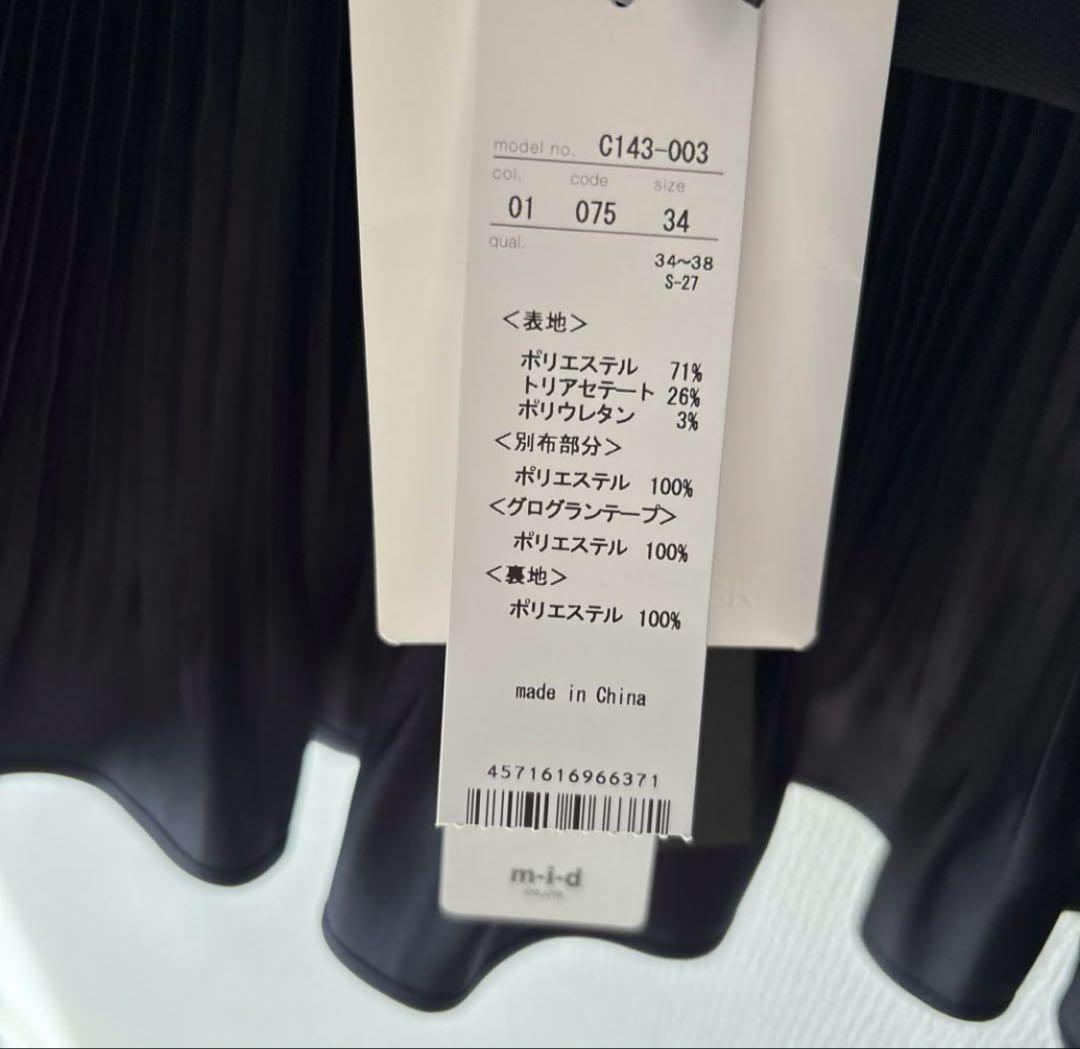 model no. C143-003
col. code size
01 075 34
qual.
34~38
S-27
<表地>
ポリエステル 71%
トリアセテート 26%
ポリウレタン 3%
<別布部分>
ポリエステル 100%
<グログランテープ>
ポリエステル 100%
<裏地>
ポリエステル 100%
made in China
4571616966371
m-i-d